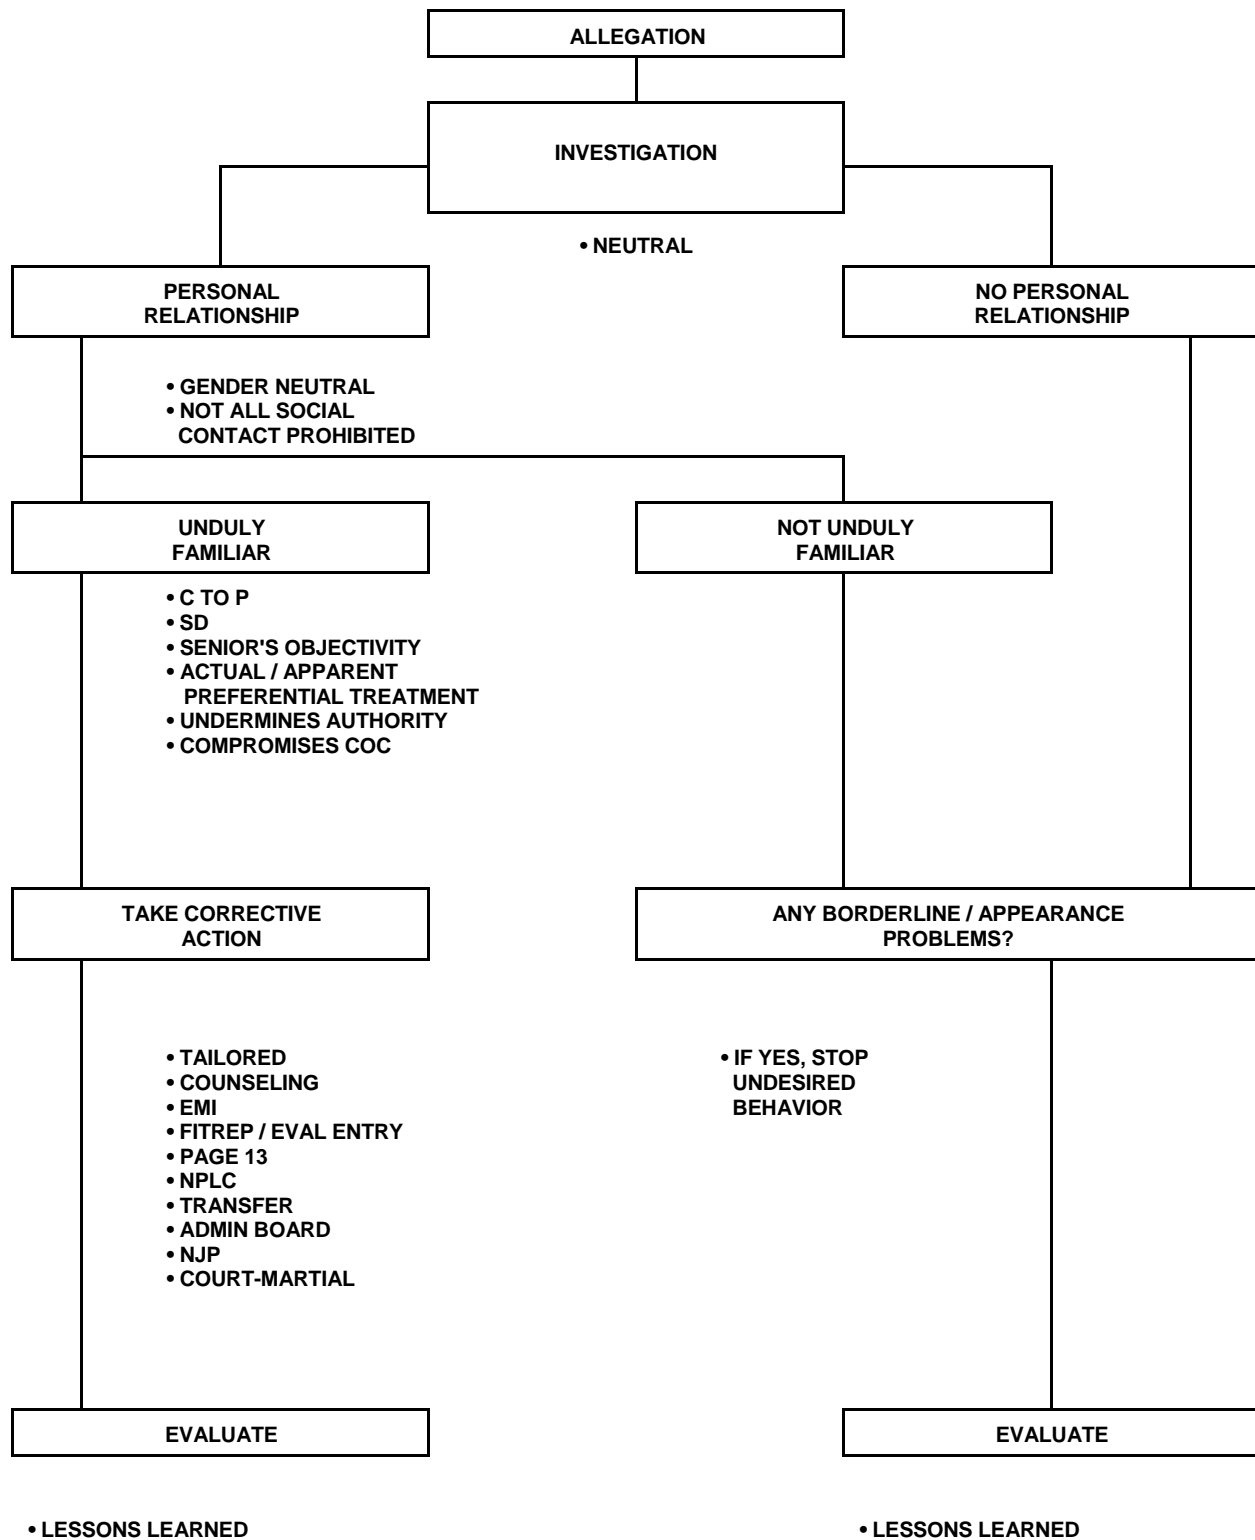 ALLEGATION
INVESTIGATION
• NEUTRAL
PERSONAL
RELATIONSHIP
NO PERSONAL
RELATIONSHIP
• GENDER NEUTRAL
• NOT ALL SOCIAL
CONTACT PROHIBITED
UNDULY
FAMILIAR
NOT UNDULY
FAMILIAR
• C TO P
• SD
• SENIOR'S OBJECTIVITY
• ACTUAL / APPARENT
PREFERENTIAL TREATMENT
• UNDERMINES AUTHORITY
• COMPROMISES COC
TAKE CORRECTIVE
ACTION
ANY BORDERLINE / APPEARANCE
PROBLEMS?
• TAILORED
• COUNSELING
• EMI
• FITREP / EVAL ENTRY
• PAGE 13
• NPLC
• TRANSFER
• ADMIN BOARD
• NJP
• COURT-MARTIAL
• IF YES, STOP
UNDESIRED
BEHAVIOR
EVALUATE
EVALUATE
• LESSONS LEARNED
• LESSONS LEARNED